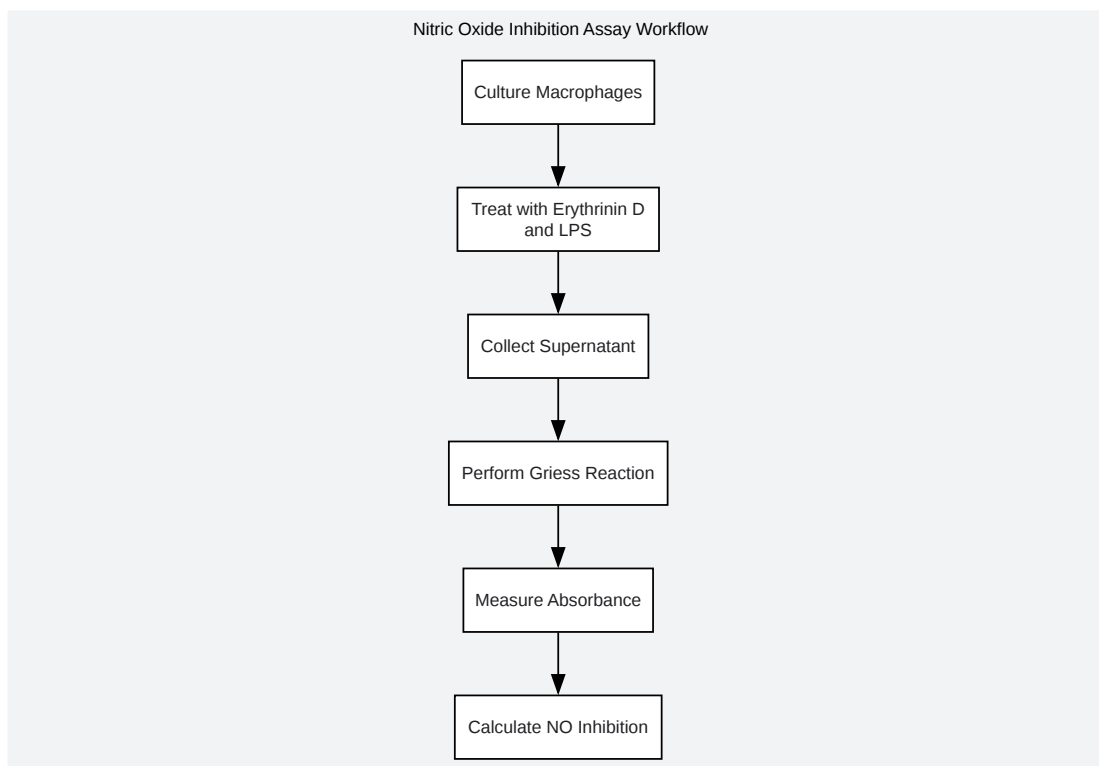 Nitric Oxide Inhibition Assay Workflow
Culture Macrophages
Treat with Erythrinin D
and LPS
Collect Supernatant
Perform Griess Reaction
Measure Absorbance
Calculate NO Inhibition